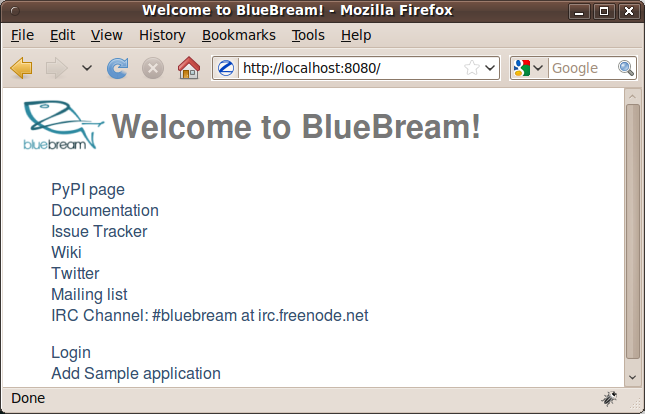 Welcome to BlueBream! - Mozilla Firefox
File Edit View History Bookmarks Tools Help
http://localhost:8080/ Google
bluebream Welcome to BlueBream!
PyPI page
Documentation
Issue Tracker
Wiki
Twitter
Mailing list
IRC Channel: #bluebream at irc.freenode.net
Login
Add Sample application
Done